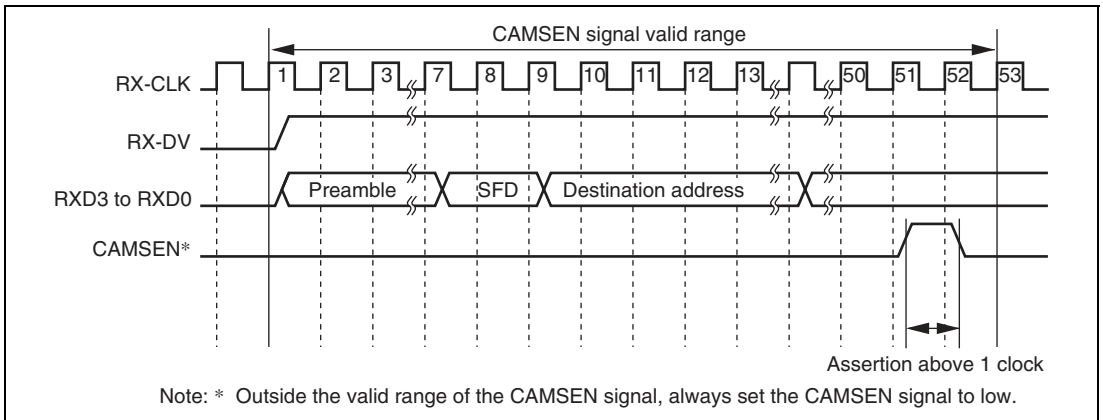 CAMSEN signal valid range
RX-CLK 1 2 3 7 8 9 10 11 12 13 50 51 52 53
RX-DV
RXD3 to RXD0 Preamble SFD Destination address
CAMSEN*
Assertion above 1 clock
Note: * Outside the valid range of the CAMSEN signal, always set the CAMSEN signal to low.